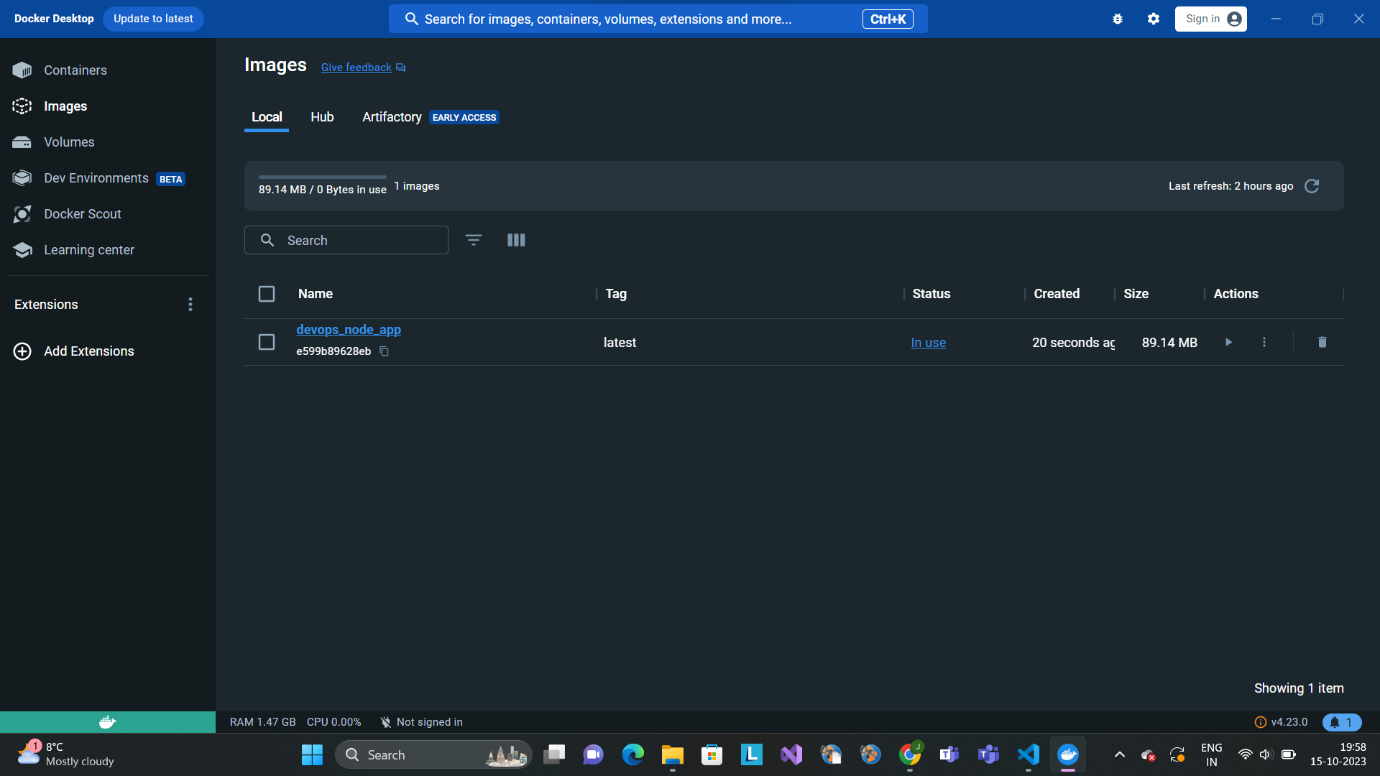 Docker Desktop Update to latest Search for images, containers, volumes, extensions and more... Ctrl+K Sign in
Containers
Images
Volumes
Dev Environments BETA
Docker Scout
Learning center
Extensions
Add Extensions
Images Give feedback
Local Hub Artifactory EARLY ACCESS
89.14 MB / 0 Bytes in use 1 images Last refresh: 2 hours ago
Search
Name Tag Status Created Size Actions
devops_node_app
e599b89628eb
latest In use 20 seconds ag 89.14 MB
Showing 1 item
RAM 1.47 GB CPU 0.00% Not signed in v4.23.0 1
1 8°C
Mostly cloudy
Search
ENG
IN
19:58
15-10-2023